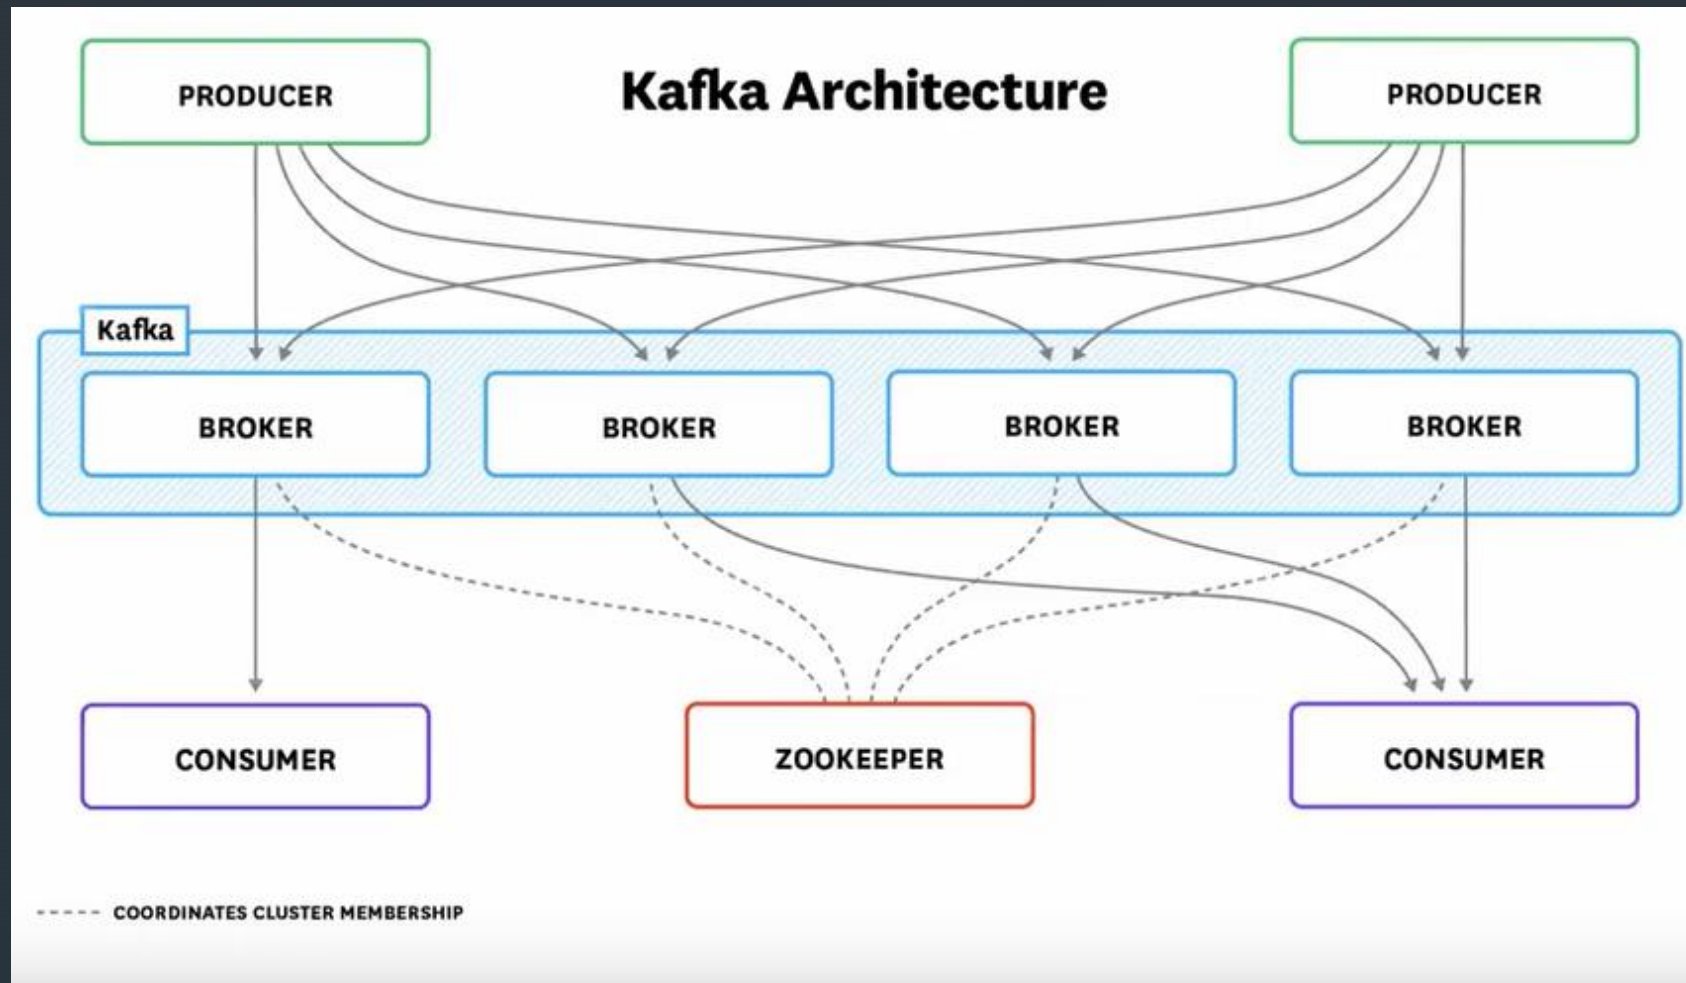 PRODUCER
Kafka Architecture
PRODUCER
Kafka
BROKER
BROKER
BROKER
BROKER
CONSUMER
ZOOKEEPER
CONSUMER
COORDINATES CLUSTER MEMBERSHIP